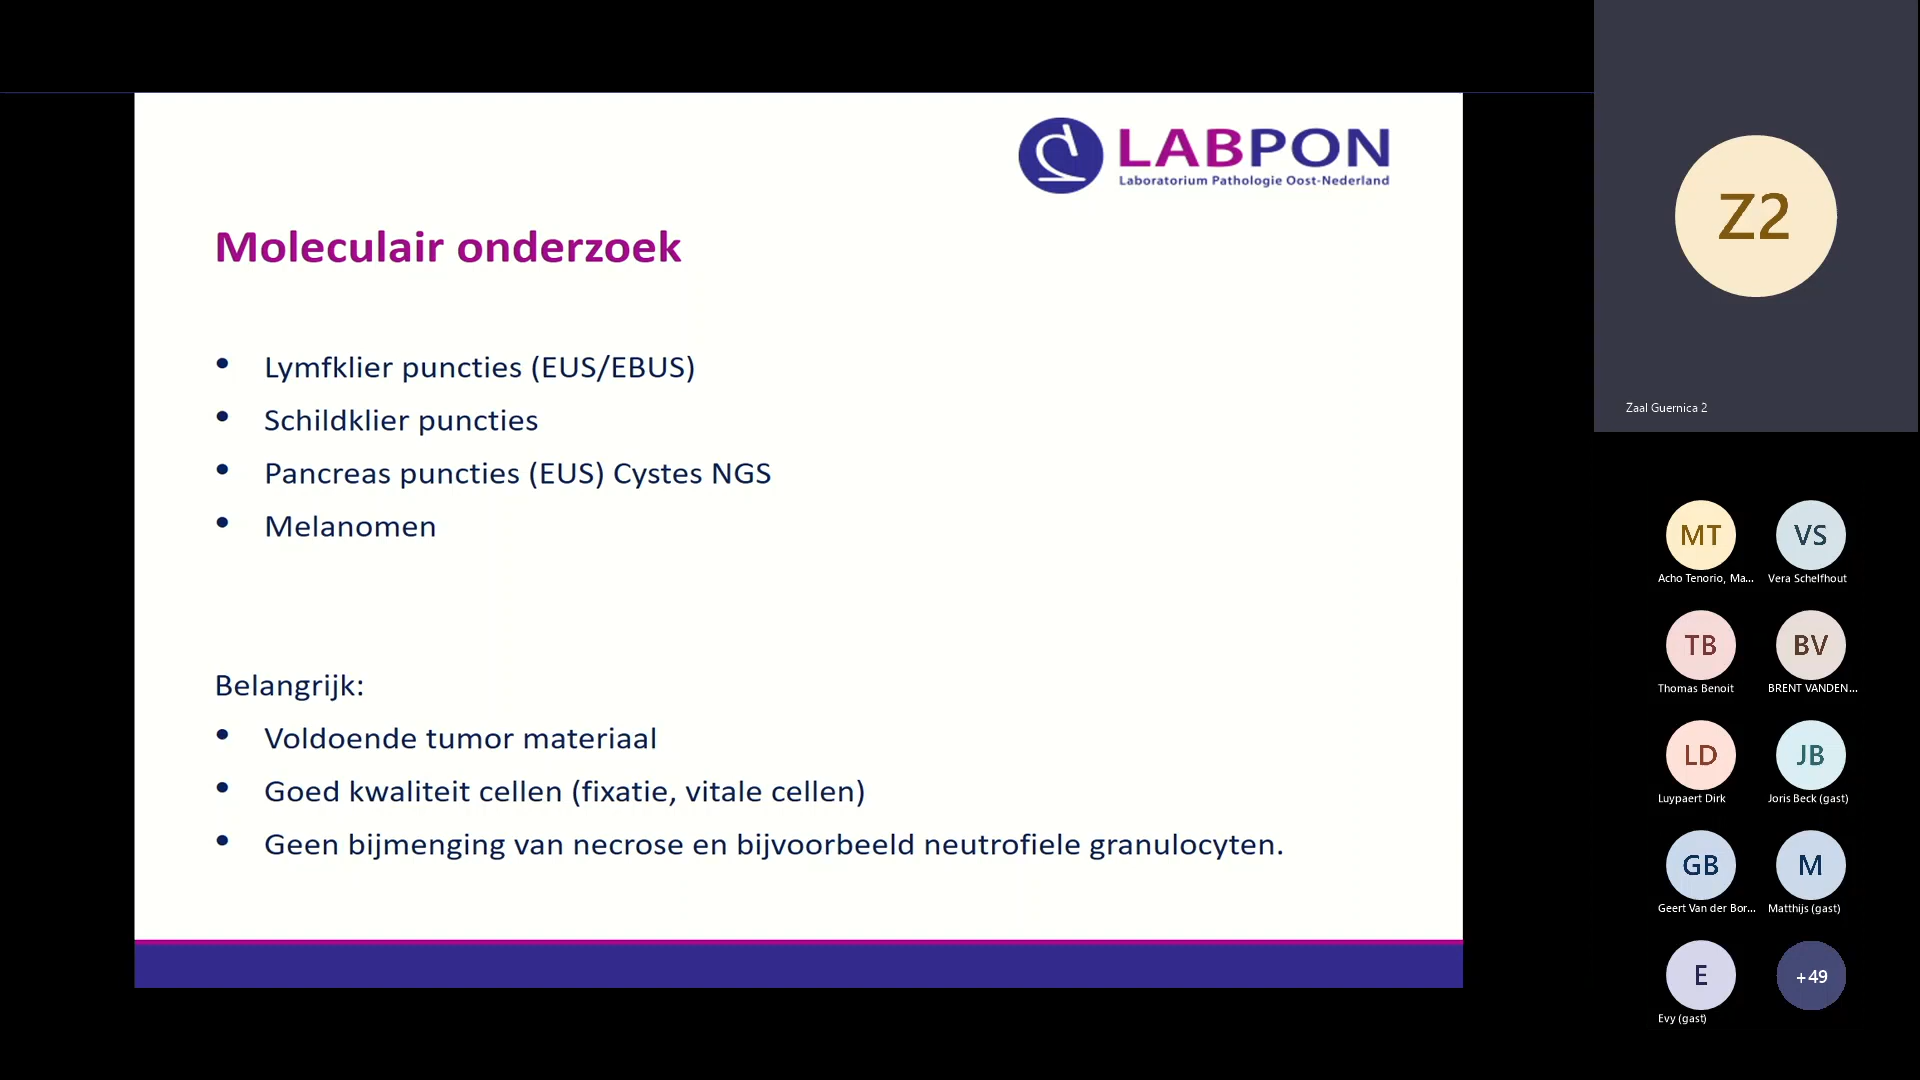 LABPON
Laboratorium Pathologie Oost-Nederland
Moleculair onderzoek
• Lymfklier puncties (EUS/EBUS)
• Schildklier puncties
• Pancreas puncties (EUS) Cystes NGS
• Melanomen
Belangrijk:
• Voldoende tumor materiaal
• Goed kwaliteit cellen (fixatie, vitale cellen)
• Geen bijmenging van necrose en bijvoorbeeld neutrofiele granulocyten.
Z2
Zaal Guernica 2
MT VS
Acho Tenorio, Ma... Vera Schelfhout
TB BV
Thomas Benoit BRENT VANDEN...
LD JB
Luypaert Dirk Joris Beck (gast)
GB M
Geert Van der Bor... Matthijs (gast)
E +49
Evy (gast)